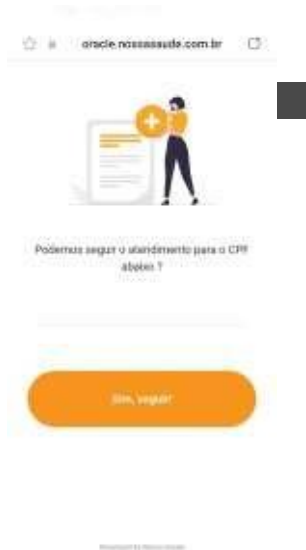 oracle.nossasaude.com.br
Podemos seguir o atendimento para o CPF
abaixo ?
Sim, seguir!